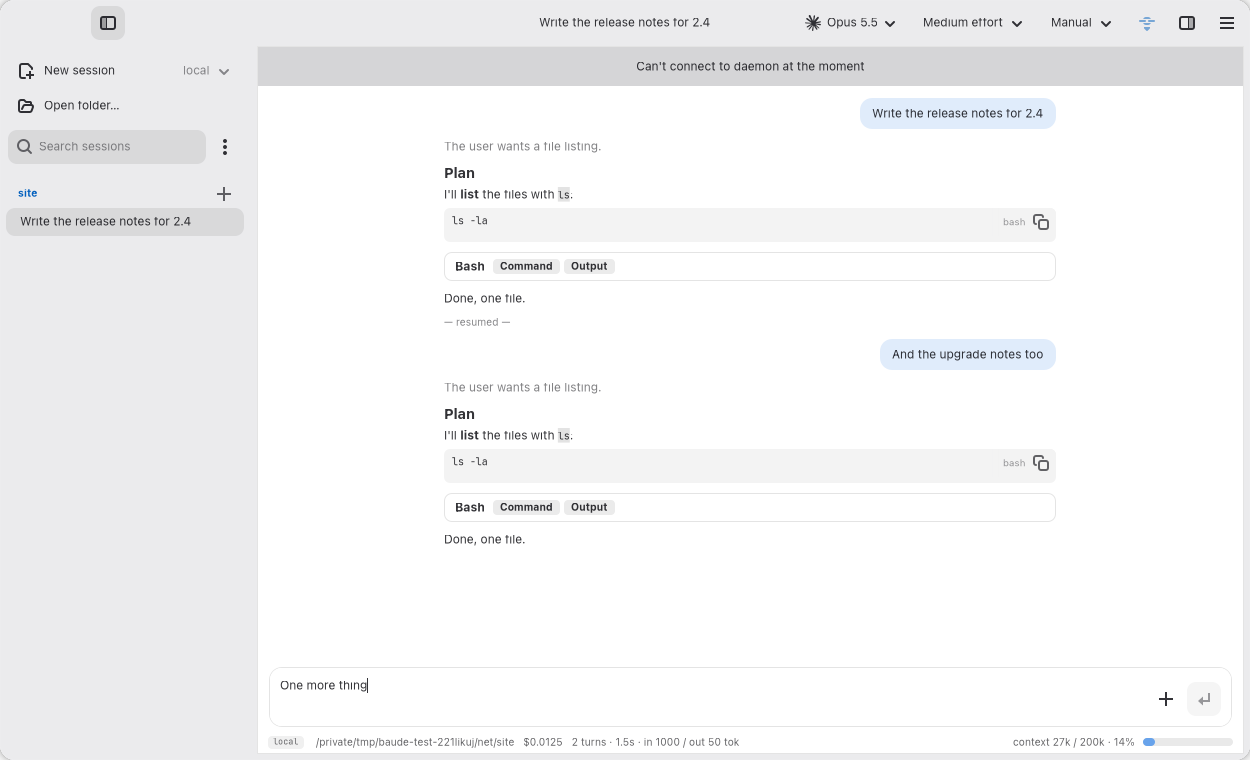 Write the release notes for 2.4
Opus 5.5
Medium effort
Manual
New session
local
Open folder...
Search sessions
site
Write the release notes for 2.4
Can't connect to daemon at the moment
Write the release notes for 2.4
The user wants a file listing.
Plan
I'll list the files with ls.
ls -la
bash
Bash Command Output
Done, one file.
— resumed —
And the upgrade notes too
The user wants a file listing.
Plan
I'll list the files with ls.
ls -la
bash
Bash Command Output
Done, one file.
One more thing
local /private/tmp/baude-test-221likuj/net/site $0.0125 2 turns · 1.5s · in 1000 / out 50 tok context 27k / 200k · 14%